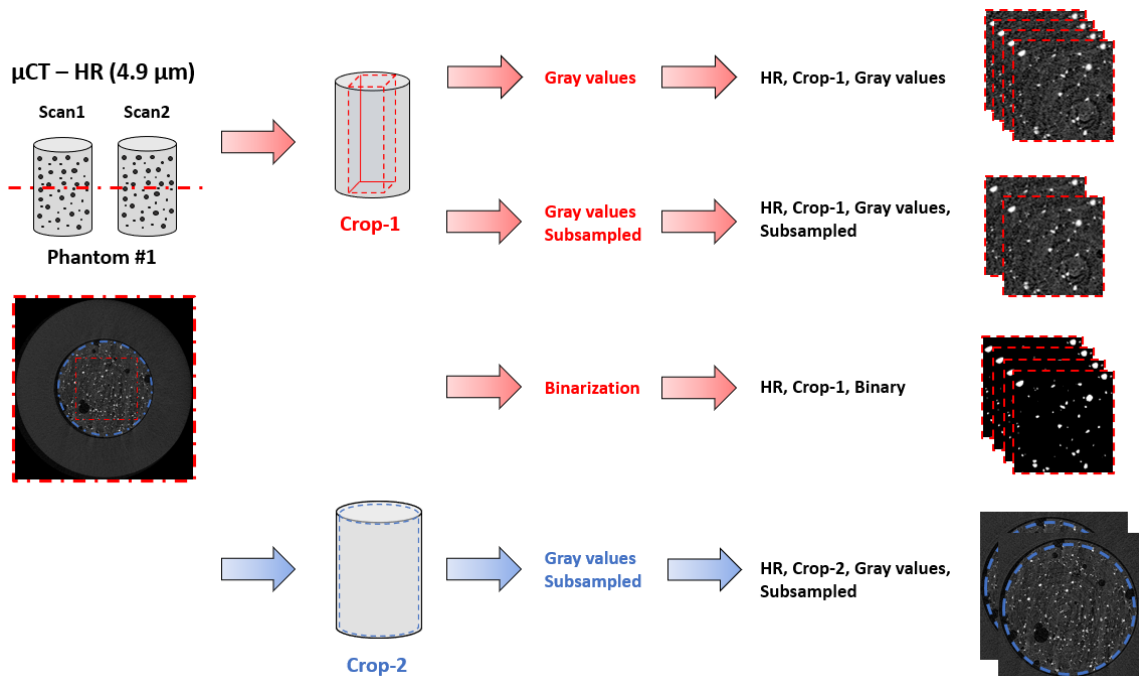 μCT – HR (4.9 μm)
Scan1
Scan2
Phantom #1
Crop-1
Gray values
HR, Crop-1, Gray values
Gray values
Subsampled
HR, Crop-1, Gray values,
Subsampled
Binarization
HR, Crop-1, Binary
Crop-2
Gray values
Subsampled
HR, Crop-2, Gray values,
Subsampled